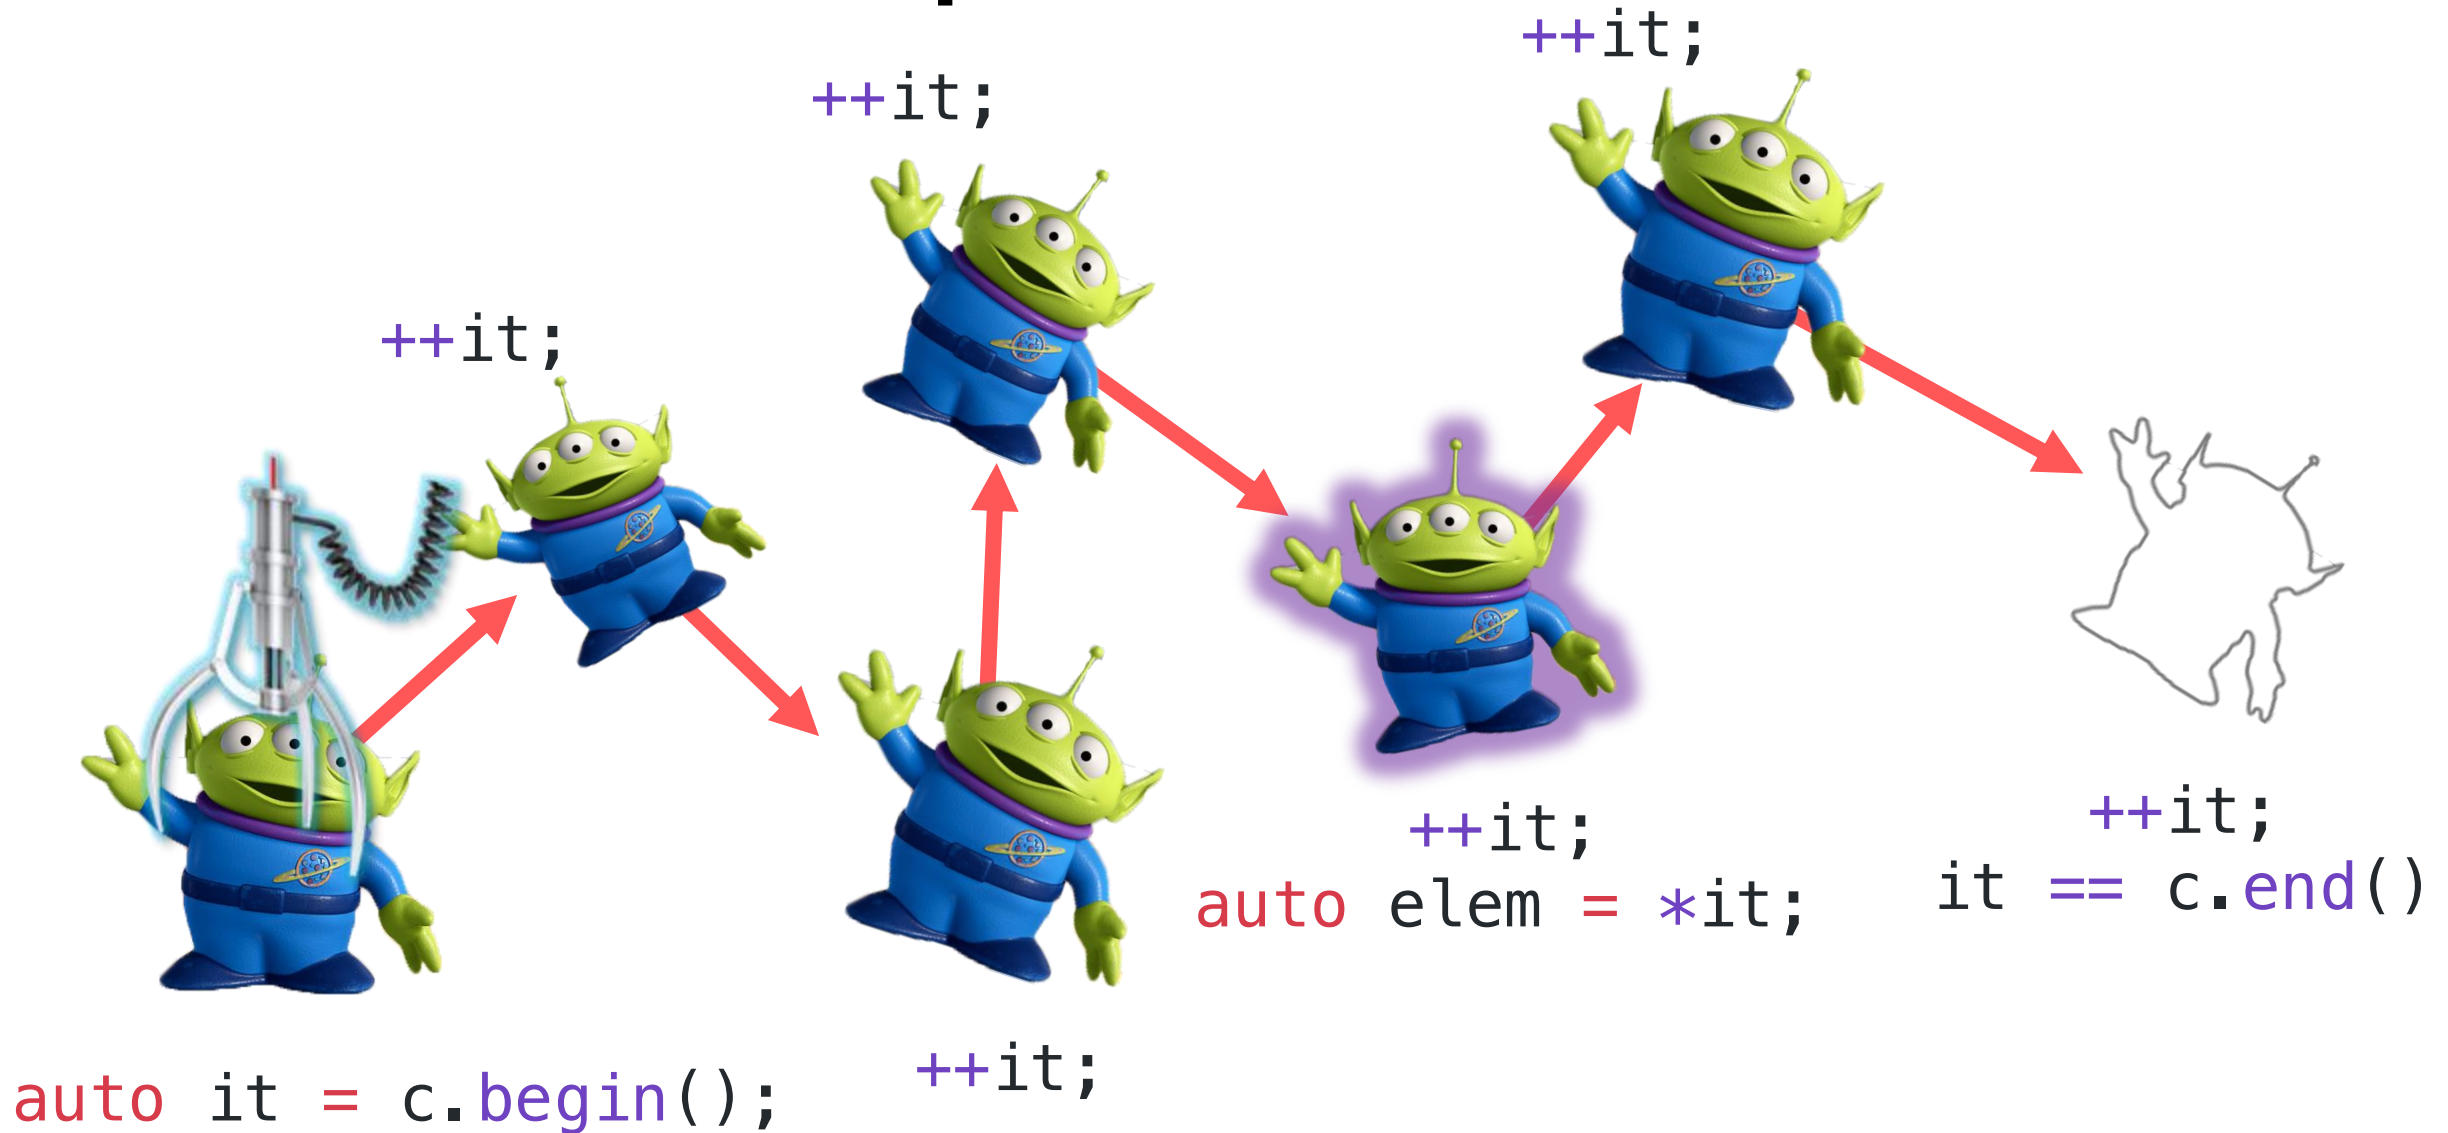 ++it;
++it;
++it;
++it;
auto elem = *it;
++it;
it == c.end()
++it;
auto it = c.begin();